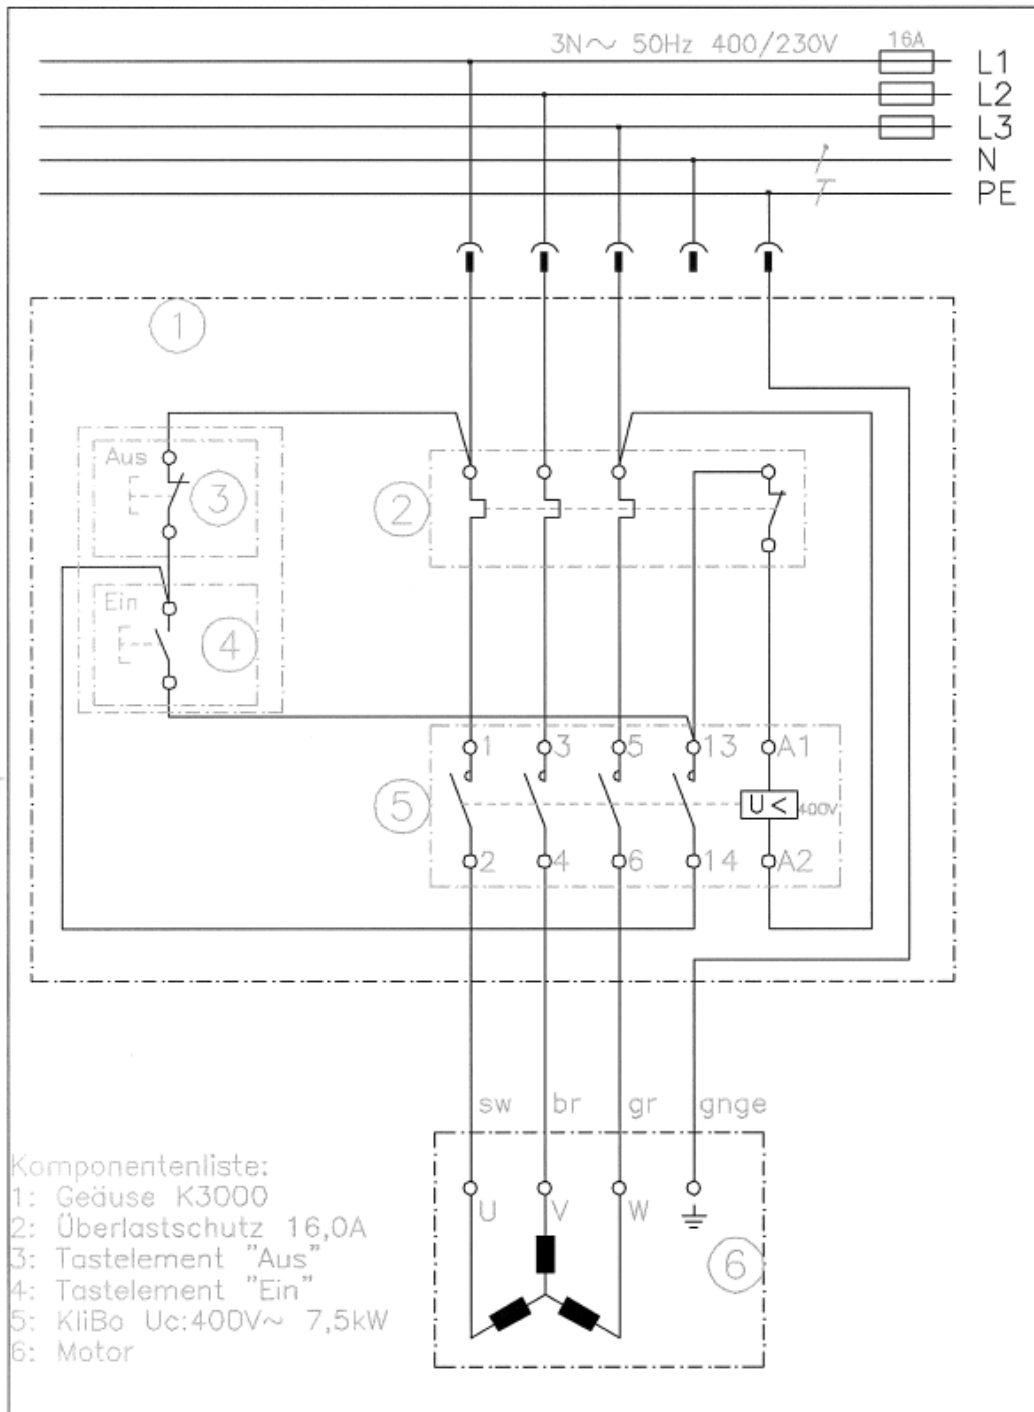 3N~ 50Hz 400/230V
16A
L1
L2
L3
N
PE
1
Aus
3
2
Ein
4
1 3 5 13 A1
5
U< 400V
2 4 6 14 A2
sw br gr gnge
U V W
6
Komponentenliste:
1: Geäuse K3000
2: Überlastschutz 16,0A
3: Tastelement "Aus"
4: Tastelement "Ein"
5: KliBo Uc:400V~ 7,5kW
6: Motor